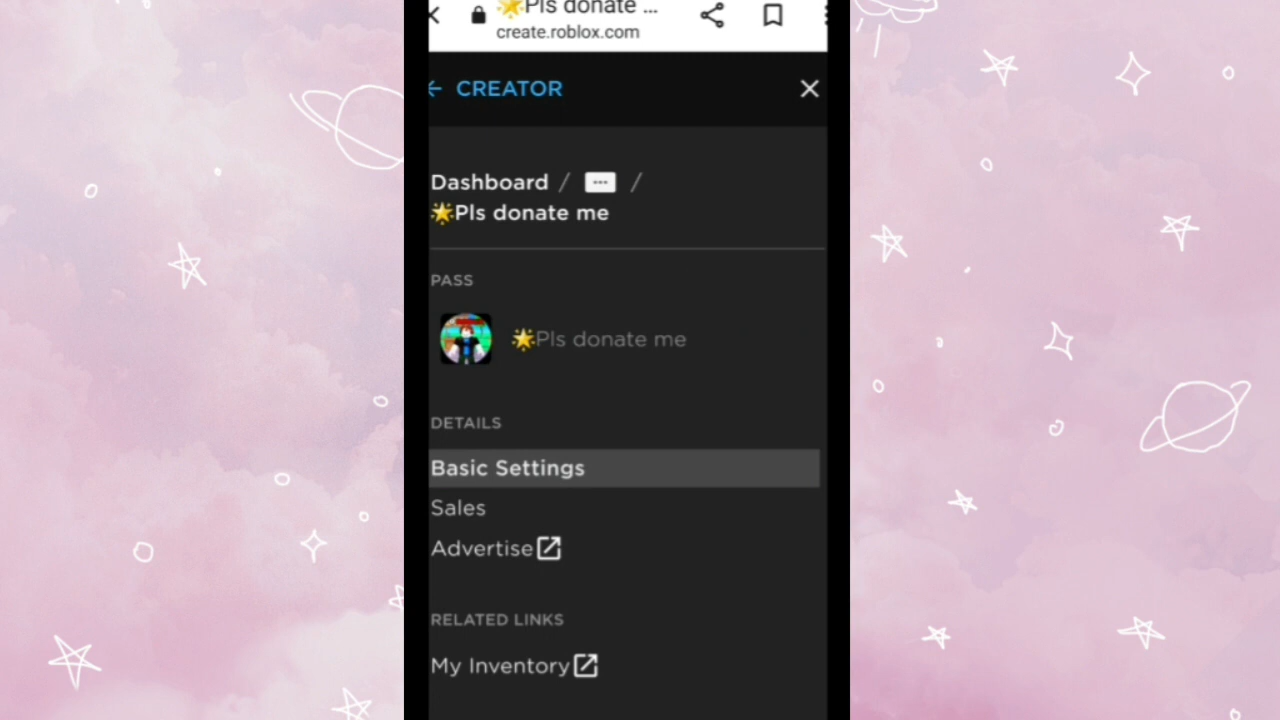 🌟Pls donate ...
create.roblox.com
CREATOR
Dashboard / ... /
🌟Pls donate me
PASS
🌟Pls donate me
DETAILS
Basic Settings
Sales
Advertise
RELATED LINKS
My Inventory